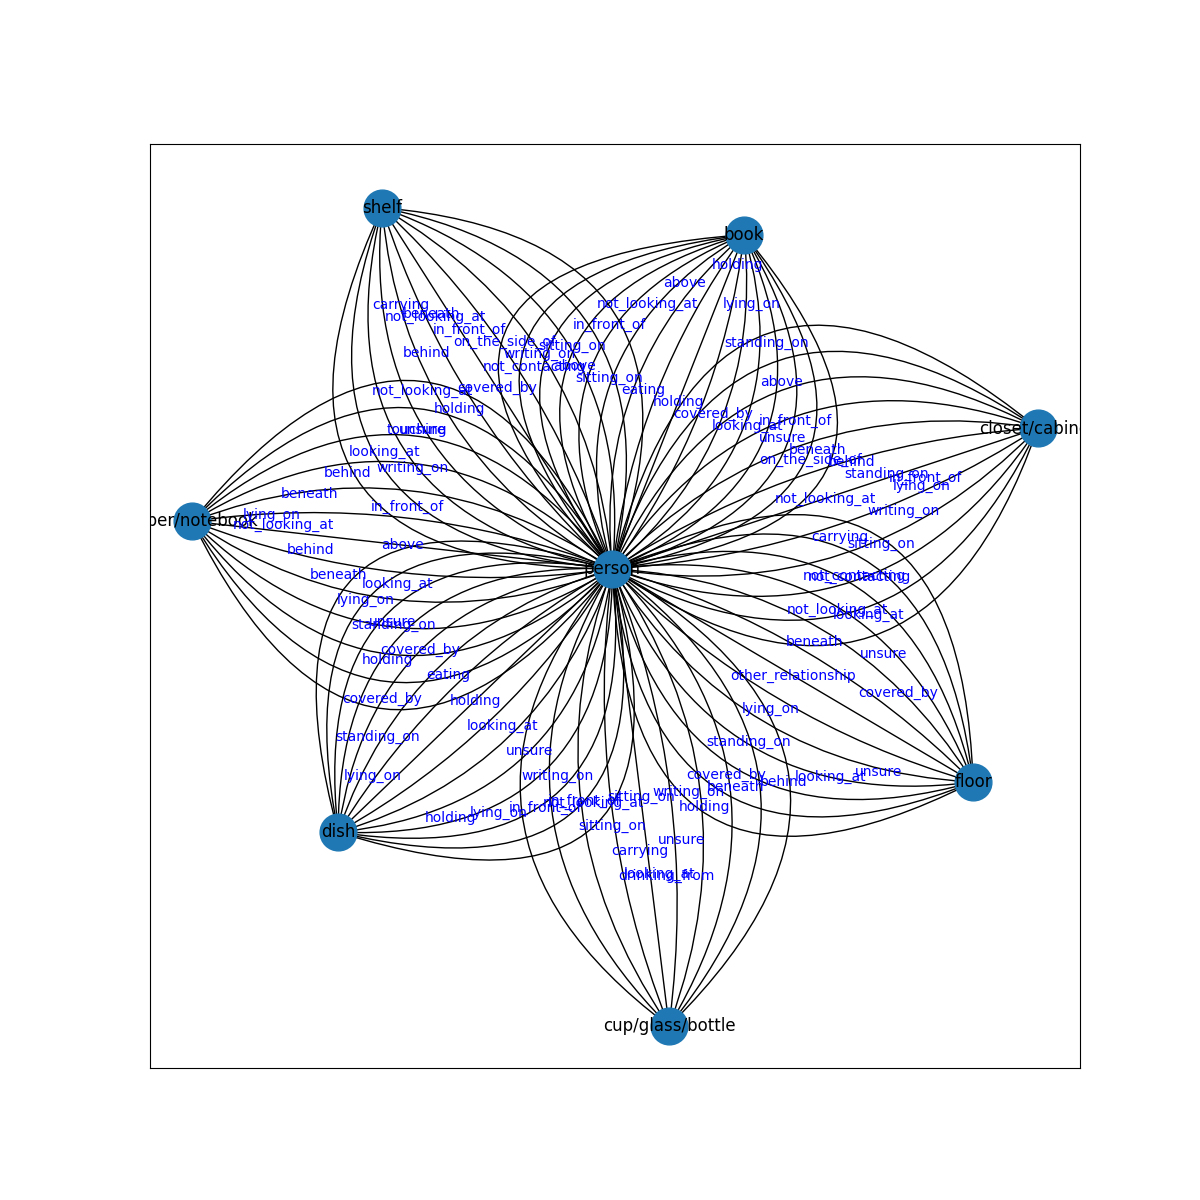 shelf
book
holding
above
carrying
not_looking_at
lying_on
not_looking_at
beneath
in_front_of
in_front_of
on_the_side_of
standing_on
sitting_on
behind
writing_on
not_contacting
above
sitting_on
above
not_looking_at
covered_by
eating
holding
holding
covered_by
in_front_of
looking_at
touching
unsure
closet/cabin
unsure
looking_at
beneath
on_the_side_of
behind
writing_on
behind
standing_on
in_front_of
lying_on
beneath
not_looking_at
in_front_of
writing_on
lying_on
per/notebook
not_looking_at
carrying
above
sitting_on
behind
person
beneath
not_contacting
looking_at
lying_on
not_looking_at
looking_at
unsure
standing_on
beneath
covered_by
unsure
holding
eating
other_relationship
covered_by
covered_by
holding
lying_on
looking_at
standing_on
standing_on
unsure
lying_on
writing_on
covered_by
looking_at
unsure
behind
floor
beneath
writing_on
sitting_on
not_looking_at
in_front_of
holding
lying_on
holding
sitting_on
dish
unsure
carrying
looking_at
drinking_from
cup/glass/bottle